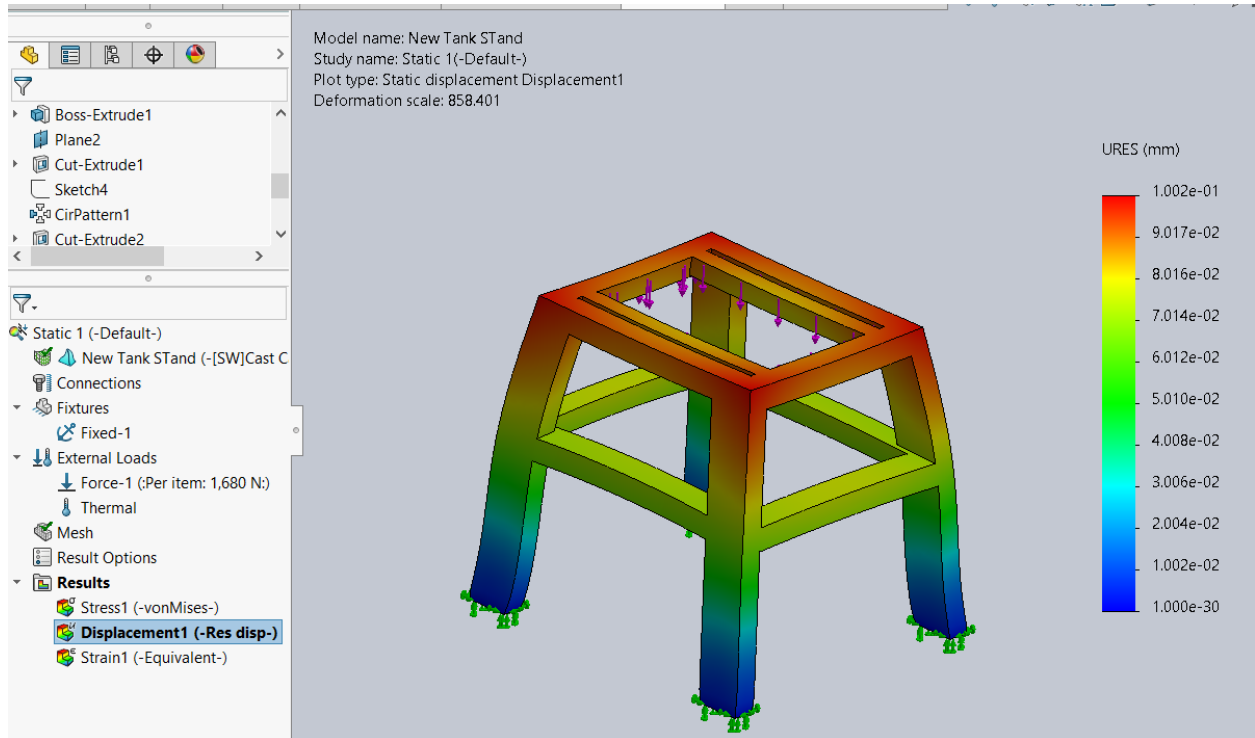 Model name: New Tank STand
Study name: Static 1(-Default-)
Plot type: Static displacement Displacement1
Deformation scale: 858.401
Boss-Extrude1
Plane2
Cut-Extrude1
Sketch4
CirPattern1
Cut-Extrude2
Static 1 (-Default-)
New Tank STand (-[SW]Cast C
Connections
Fixtures
Fixed-1
External Loads
Force-1 (:Per item: 1,680 N:)
Thermal
Mesh
Result Options
Results
Stress1 (-vonMises-)
Displacement1 (-Res disp-)
Strain1 (-Equivalent-)
URES (mm)
1.002e-01
9.017e-02
8.016e-02
7.014e-02
6.012e-02
5.010e-02
4.008e-02
3.006e-02
2.004e-02
1.002e-02
1.000e-30